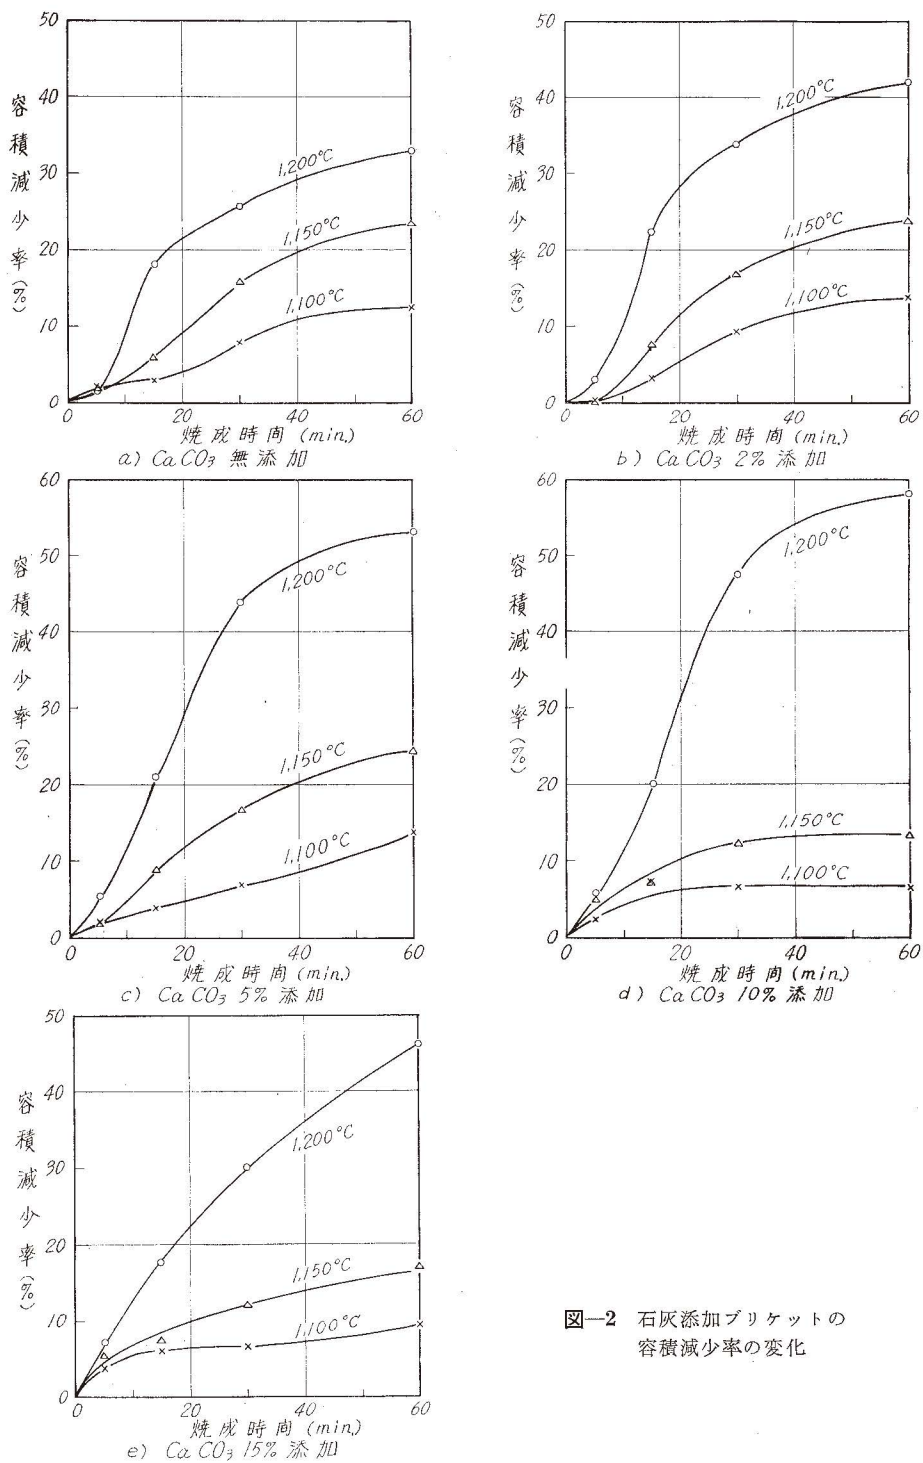 容積減少率(%)
50
40
30
20
10
0
1,200°C
1,150°C
1,100°C
0 20 40 60
焼成時間(min.)
a) CaCO₃ 無添加
容積減少率(%)
50
40
30
20
10
0
1,200°C
1,150°C
1,100°C
0 20 40 60
焼成時間(min.)
b) CaCO₃ 2% 添加
容積減少率(%)
60
50
40
30
20
10
0
1,200°C
1,150°C
1,100°C
0 20 40 60
焼成時間(min.)
c) CaCO₃ 5% 添加
容積減少率(%)
60
50
40
30
20
10
0
1,200°C
1,150°C
1,100°C
0 20 40 60
焼成時間(min.)
d) CaCO₃ 10% 添加
容積減少率(%)
50
40
30
20
10
0
1,200°C
1,150°C
1,100°C
0 20 40 60
焼成時間(min.)
e) CaCO₃ 15% 添加
図—2 石灰添加ブリケットの
容積減少率の変化